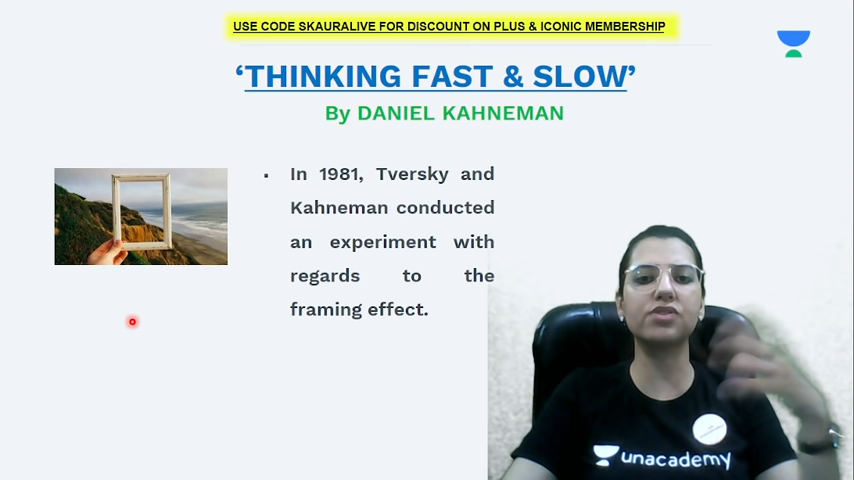 USE CODE SKAURALIVE FOR DISCOUNT ON PLUS & ICONIC MEMBERSHIP
‘THINKING FAST & SLOW’
By DANIEL KAHNEMAN
▪ In 1981, Tversky and
Kahneman conducted
an experiment with
regards to the
framing effect.
unacademy